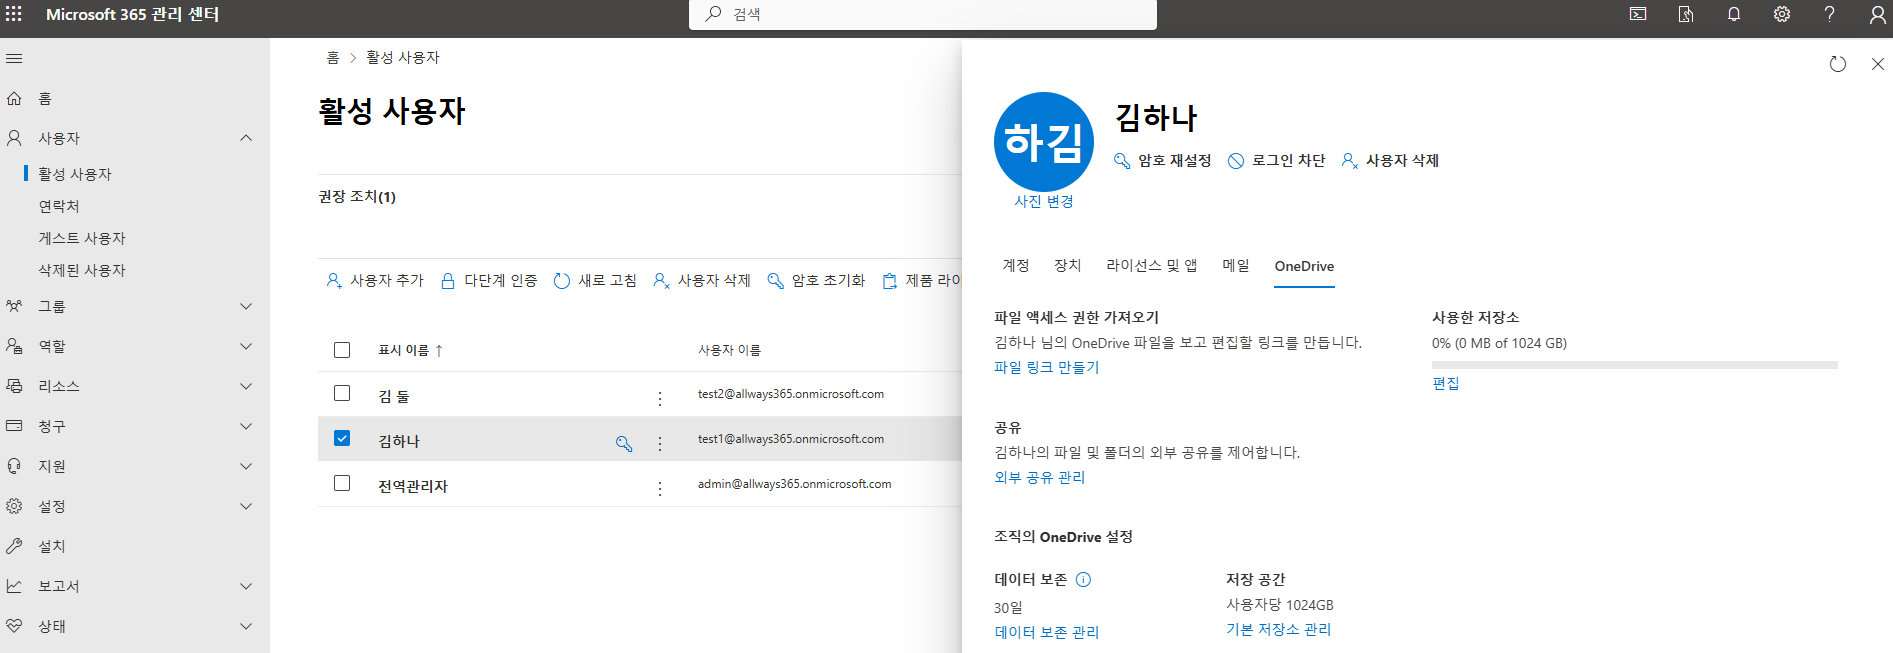 Microsoft 365 관리 센터
검색
홈
사용자
활성 사용자
연락처
게스트 사용자
삭제된 사용자
그룹
역할
리소스
청구
지원
설정
설치
보고서
상태
홈 > 활성 사용자
활성 사용자
권장 조치(1)
사용자 추가 다단계 인증 새로 고침 사용자 삭제 암호 초기화 제품 라이
표시 이름 ↑ 사용자 이름
김 둘 test2@allways365.onmicrosoft.com
김하나 test1@allways365.onmicrosoft.com
전역관리자 admin@allways365.onmicrosoft.com
하김
사진 변경
김하나
암호 재설정 로그인 차단 사용자 삭제
계정 장치 라이선스 및 앱 메일 OneDrive
파일 액세스 권한 가져오기
김하나 님의 OneDrive 파일을 보고 편집할 링크를 만듭니다.
파일 링크 만들기
사용한 저장소
0% (0 MB of 1024 GB)
편집
공유
김하나의 파일 및 폴더의 외부 공유를 제어합니다.
외부 공유 관리
조직의 OneDrive 설정
데이터 보존
30일
데이터 보존 관리
저장 공간
사용자당 1024GB
기본 저장소 관리